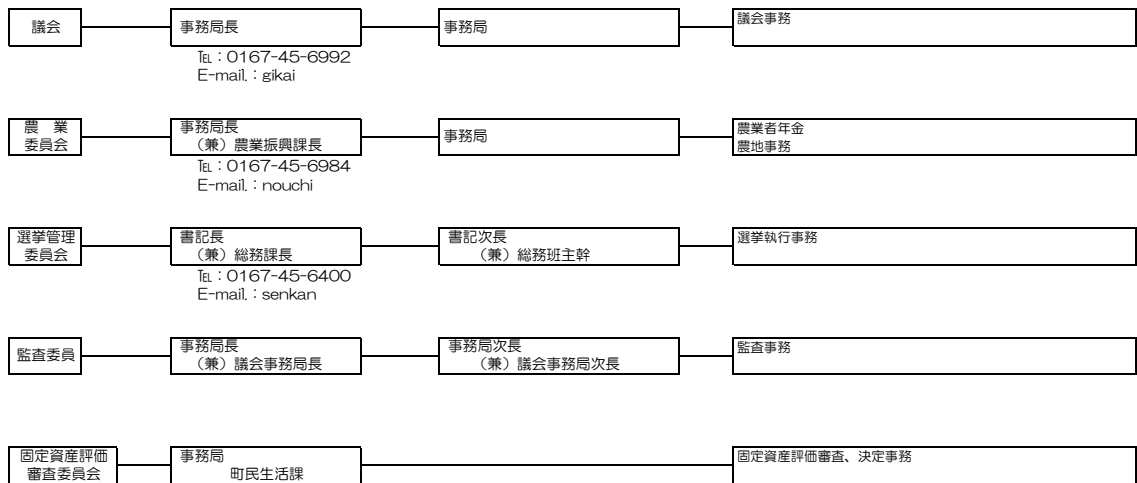 議会
事務局長
事務局
議会事務
℡:0167-45-6992
E-mail.:gikai
農 業
委員会
事務局長
(兼)農業振興課長
事務局
農業者年金
農地事務
℡:0167-45-6984
E-mail.:nouchi
選挙管理
委員会
書記長
(兼)総務課長
書記次長
(兼)総務班主幹
選挙執行事務
℡:0167-45-6400
E-mail.:senkan
監査委員
事務局長
(兼)議会事務局長
事務局次長
(兼)議会事務局次長
監査事務
固定資産評価
審査委員会
事務局
町民生活課
固定資産評価審査、決定事務